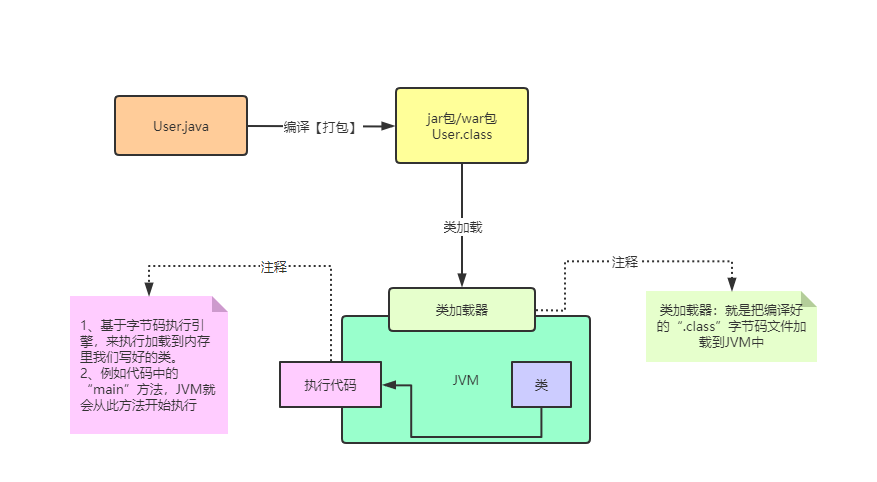 User.java
编译【打包】
jar包/war包
User.class
类加载
注释
注释
1、基于字节码执行引
擎，来执行加载到内存
里我们写好的类。
2、例如代码中的
“main”方法，JVM就
会从此方法开始执行
类加载器
类加载器：就是把编译好
的“.class”字节码文件加
载到JVM中
执行代码
JVM
类